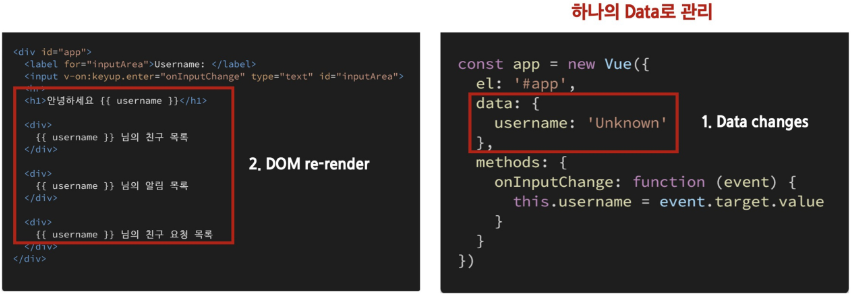 하나의 Data로 관리
<div id="app">
<label for="inputArea">Username: </label>
<input v-on:keyup.enter="onInputChange" type="text" id="inputArea">
<hr>
<h1>안녕하세요 {{ username }}</h1>
<div>
{{ username }} 님의 친구 목록
</div>
<div>
{{ username }} 님의 알림 목록
</div>
<div>
{{ username }} 님의 친구 요청 목록
</div>
</div>
2. DOM re-render
const app = new Vue({
el: '#app',
data: {
username: 'Unknown'
},
methods: {
onInputChange: function (event) {
this.username = event.target.value
}
}
})
1. Data changes